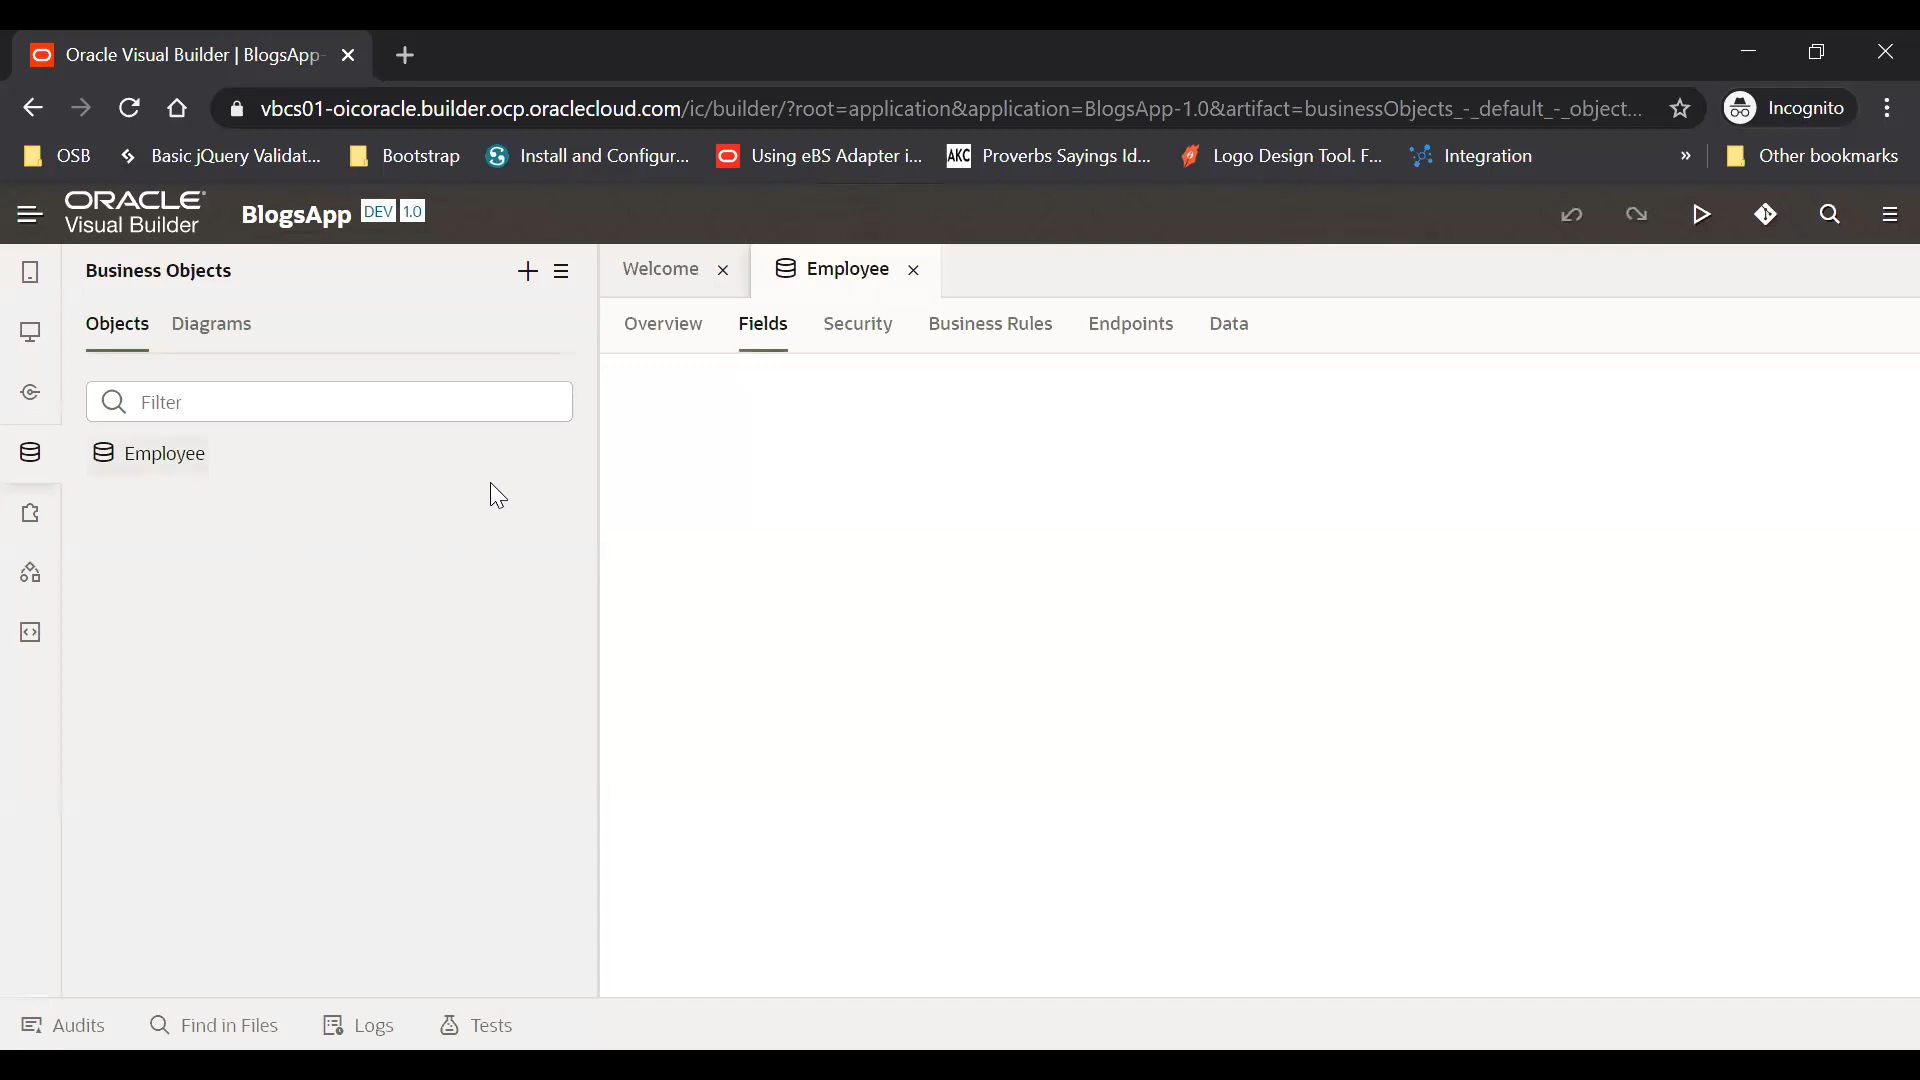 Oracle Visual Builder | BlogsApp-
vbcs01-oicoracle.builder.ocp.oraclecloud.com/ic/builder/?root=application&application=BlogsApp-1.0&artifact=businessObjects_-_default_-_object...
Incognito
OSB
Basic jQuery Validat...
Bootstrap
Install and Configur...
Using eBS Adapter i...
AKC
Proverbs Sayings Id...
Logo Design Tool. F...
Integration
»
Other bookmarks
ORACLE
Visual Builder
BlogsApp DEV 1.0
Business Objects
Welcome
Employee
Objects Diagrams
Overview Fields Security Business Rules Endpoints Data
Filter
Employee
Audits Find in Files Logs Tests